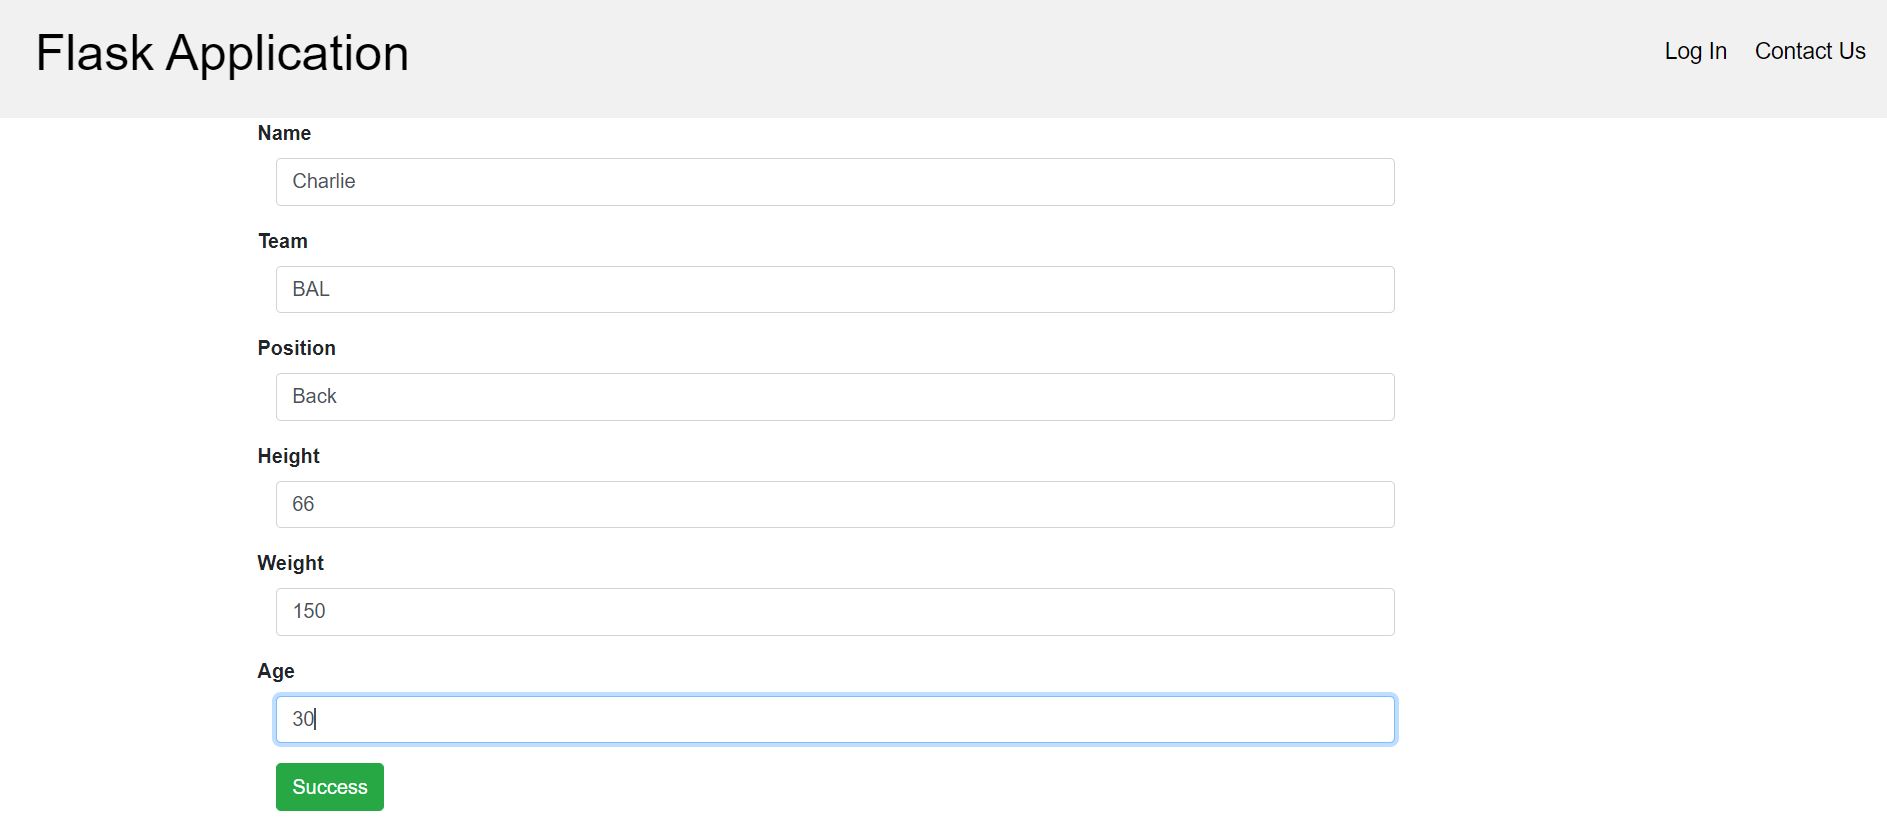 Flask Application
Log In Contact Us
Name
Charlie
Team
BAL
Position
Back
Height
66
Weight
150
Age
30
Success